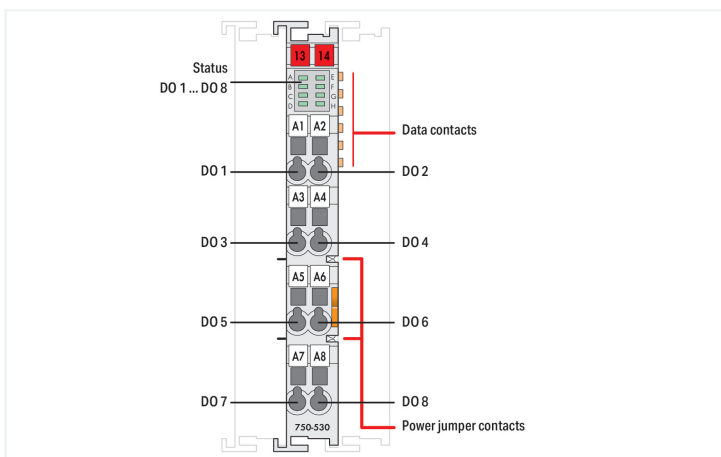 13 14
Status
DO 1 ... DO 8
A E
B F
C G
D H
A1 A2
Data contacts
DO 1
DO 2
A3 A4
DO 3
DO 4
A5 A6
DO 5
DO 6
A7 A8
DO 7
DO 8
750-530
Power jumper contacts